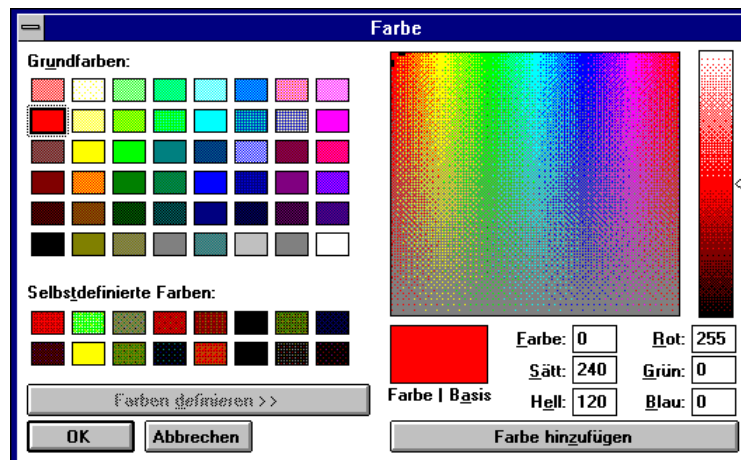 Farbe
Grundfarben:
Selbstdefinierte Farben:
Farben definieren >>
OK
Abbrechen
Farbe | Basis
Farbe: 0
Sätt: 240
Hell: 120
Rot: 255
Grün: 0
Blau: 0
Farbe hinzufügen